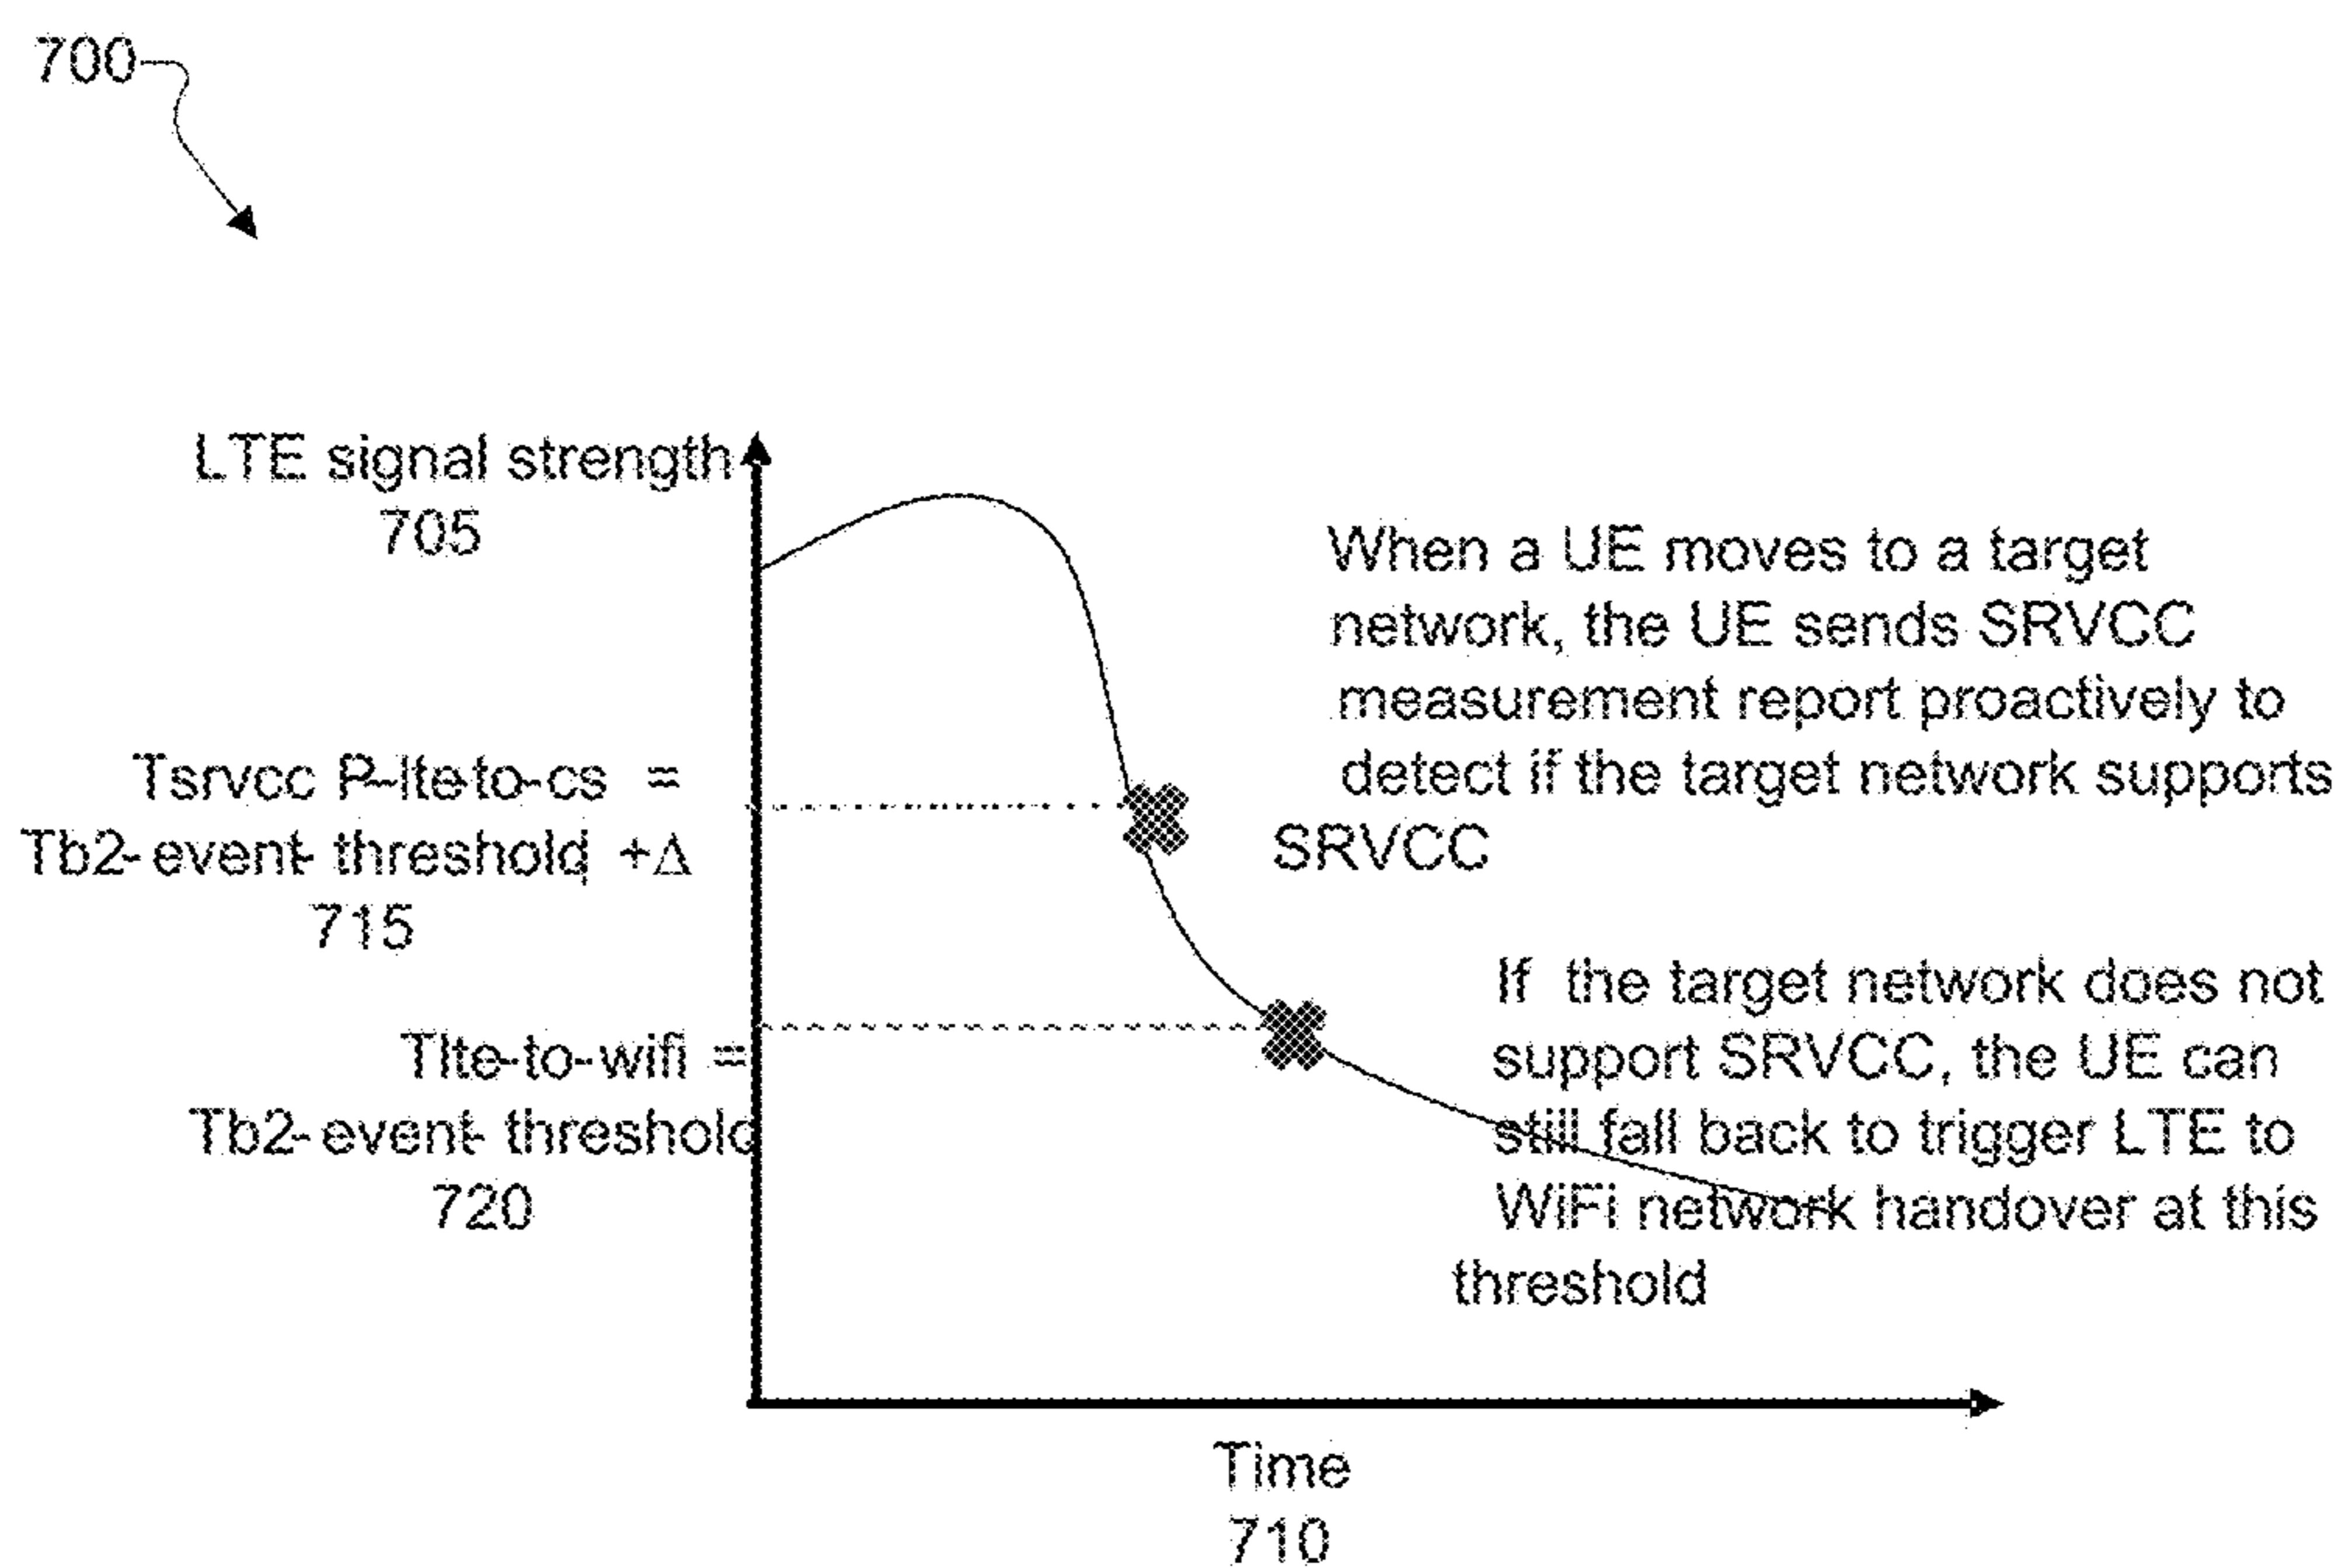 700
LTE signal strength
705
When a UE moves to a target
network, the UE sends SRVCC
measurement report proactively to
detect if the target network supports
SRVCC
Tsrvcc P-lte-to-cs =
Tb2-event-threshold +Δ
715
If the target network does not
support SRVCC, the UE can
still fall back to trigger LTE to
WiFi network handover at this
threshold
Tlte-to-wifi =
Tb2-event-threshold
720
Time
710